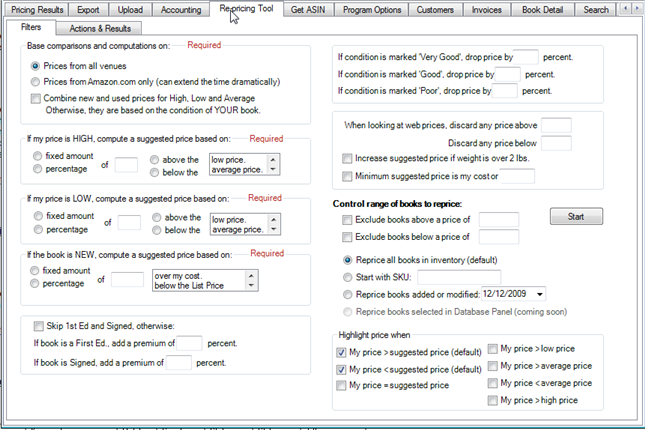 Pricing Results Export Upload Accounting Repricing Tool Get ASIN Program Options Customers Invoices Book Detail Search
Filters Actions & Results
Base comparisons and computations on: Required
Prices from all venues
Prices from Amazon.com only (can extend the time dramatically)
Combine new and used prices for High, Low and Average
Otherwise, they are based on the condition of YOUR book.
If my price is HIGH, compute a suggested price based on: Required
fixed amount
percentage
of
above the
below the
low price.
average price.
If my price is LOW, compute a suggested price based on: Required
fixed amount
percentage
of
above the
below the
low price.
average price.
If the book is NEW, compute a suggested price based on: Required
fixed amount
percentage
of
over my cost.
below the List Price
Skip 1st Ed and Signed, otherwise:
If book is a First Ed., add a premium of percent.
If book is Signed, add a premium of percent.
If condition is marked 'Very Good', drop price by percent.
If condition is marked 'Good', drop price by percent.
If condition is marked 'Poor', drop price by percent.
When looking at web prices, discard any price above
Discard any price below
Increase suggested price if weight is over 2 lbs.
Minimum suggested price is my cost or
Control range of books to reprice:
Exclude books above a price of
Exclude books below a price of
Start
Reprice all books in inventory (default)
Start with SKU:
Reprice books added or modified: 12/12/2009
Reprice books selected in Database Panel (coming soon)
Highlight price when
My price > suggested price (default)
My price < suggested price (default)
My price = suggested price
My price > low price
My price > average price
My price < average price
My price > high price